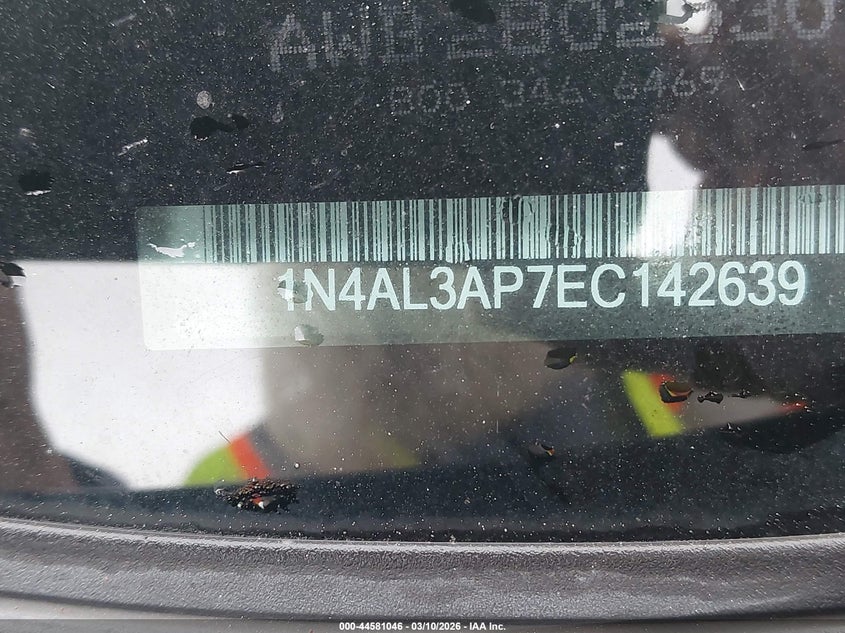 1N4AL3AP7EC142639
000-44581046 - 03/10/2026 - IAA Inc.